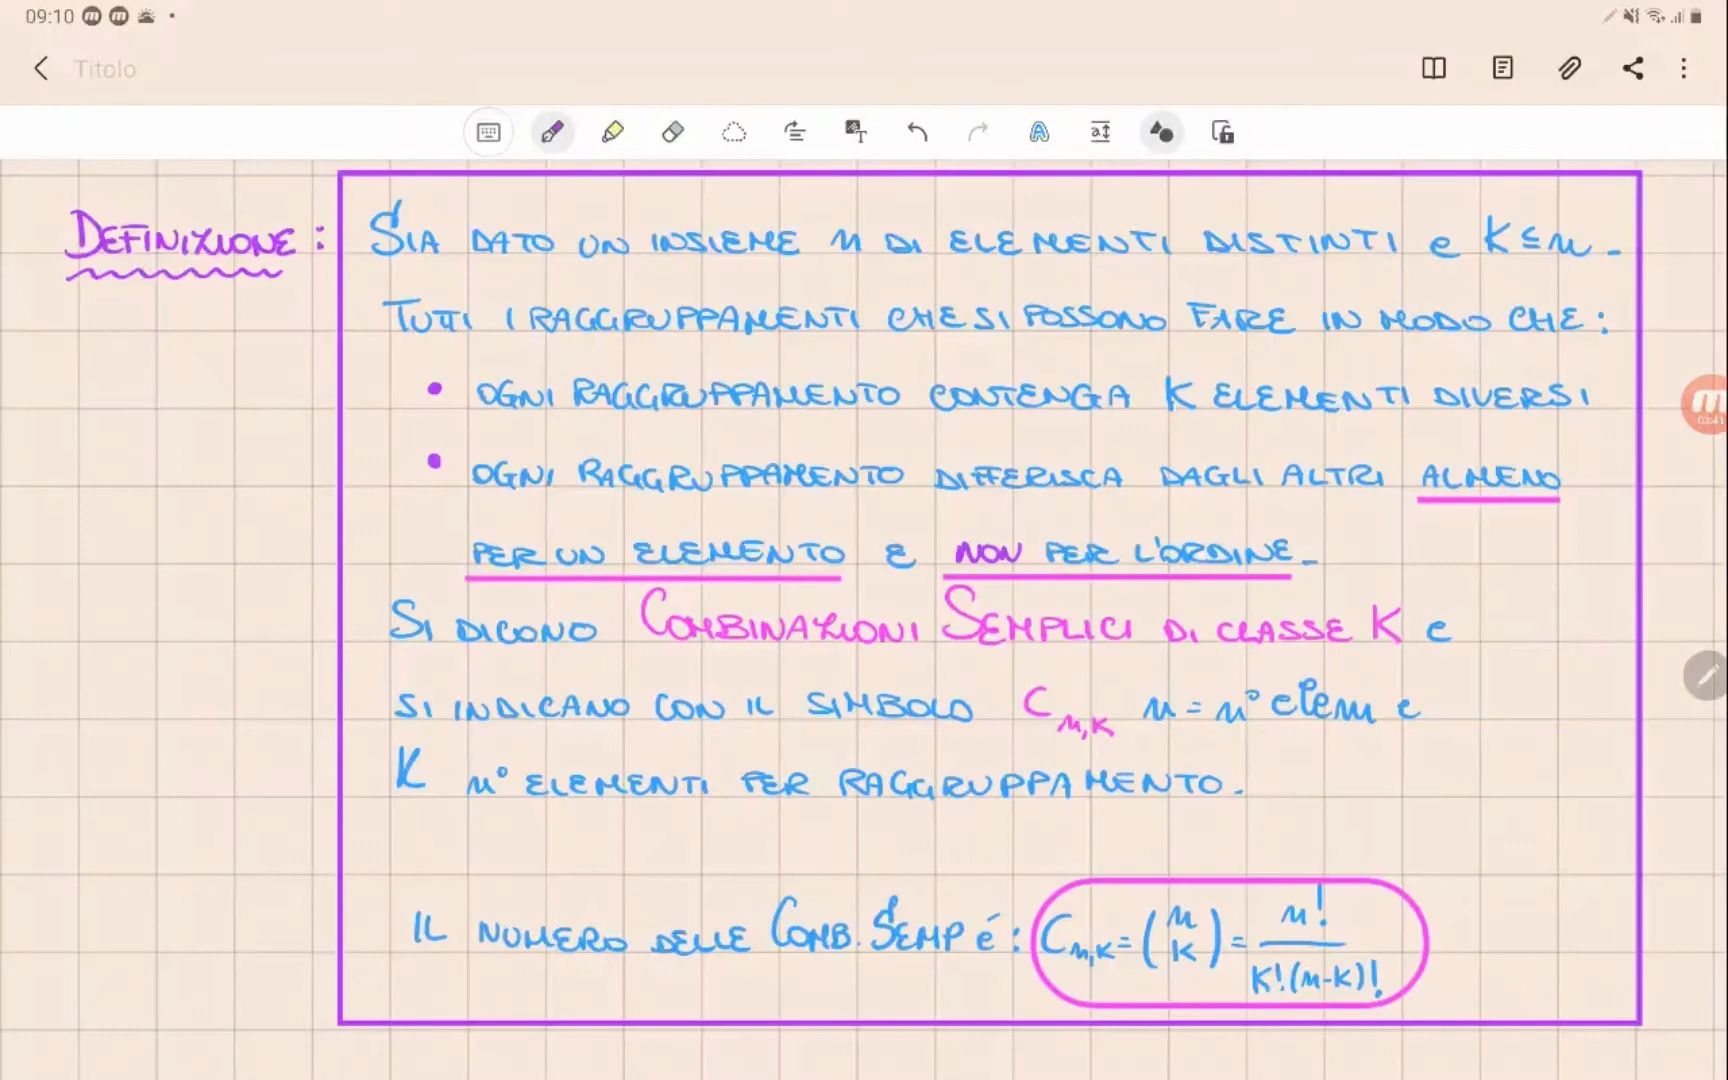 09:10
Titolo
DEFINIZIONE:
SIA DATO UN INSIEME n DI ELEMENTI DISTINTI e K≤n.
TUTTI I RAGGRUPPAMENTI CHE SI POSSONO FARE IN MODO CHE:
• OGNI RAGGRUPPAMENTO CONTENGA K ELEMENTI DIVERSI
• OGNI RAGGRUPPAMENTO DIFFERISCA DAGLI ALTRI ALMENO
PER UN ELEMENTO E NON PER L'ORDINE.
SI DICONO COMBINAZIONI SEMPLICI DI CLASSE K e
SI INDICANO CON IL SIMBOLO C n,K n = n° elem e
K n° ELEMENTI PER RAGGRUPPAMENTO.
IL NUMERO DELLE COMB. SEMP é: C n,K = (n K) = n! / K!(n-K)!
03:41